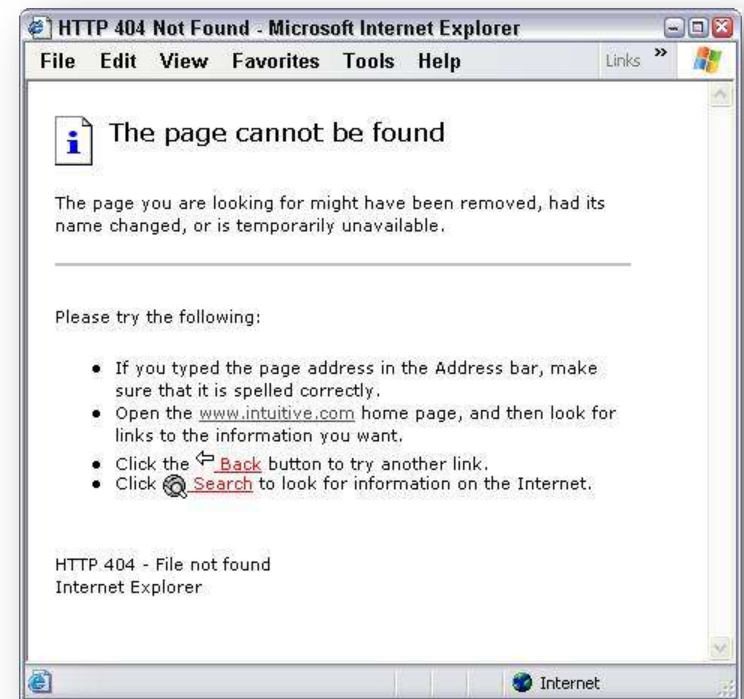 HTTP 404 Not Found - Microsoft Internet Explorer
File Edit View Favorites Tools Help Links »
The page cannot be found
The page you are looking for might have been removed, had its
name changed, or is temporarily unavailable.
Please try the following:
• If you typed the page address in the Address bar, make
sure that it is spelled correctly.
• Open the www.intuitive.com home page, and then look for
links to the information you want.
• Click the Back button to try another link.
• Click Search to look for information on the Internet.
HTTP 404 - File not found
Internet Explorer
Internet